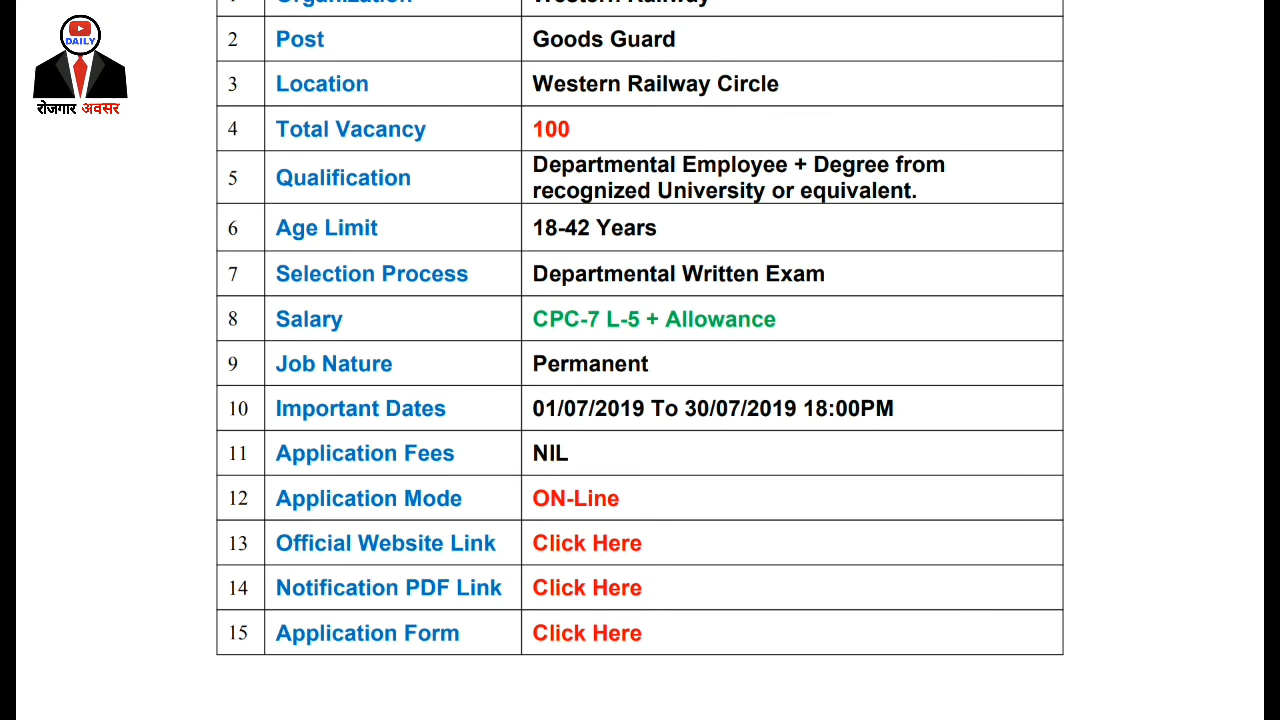 DAILY
रोजगार अवसर
1 Organization Western Railway
2 Post Goods Guard
3 Location Western Railway Circle
4 Total Vacancy 100
5 Qualification Departmental Employee + Degree from
recognized University or equivalent.
6 Age Limit 18-42 Years
7 Selection Process Departmental Written Exam
8 Salary CPC-7 L-5 + Allowance
9 Job Nature Permanent
10 Important Dates 01/07/2019 To 30/07/2019 18:00PM
11 Application Fees NIL
12 Application Mode ON-Line
13 Official Website Link Click Here
14 Notification PDF Link Click Here
15 Application Form Click Here